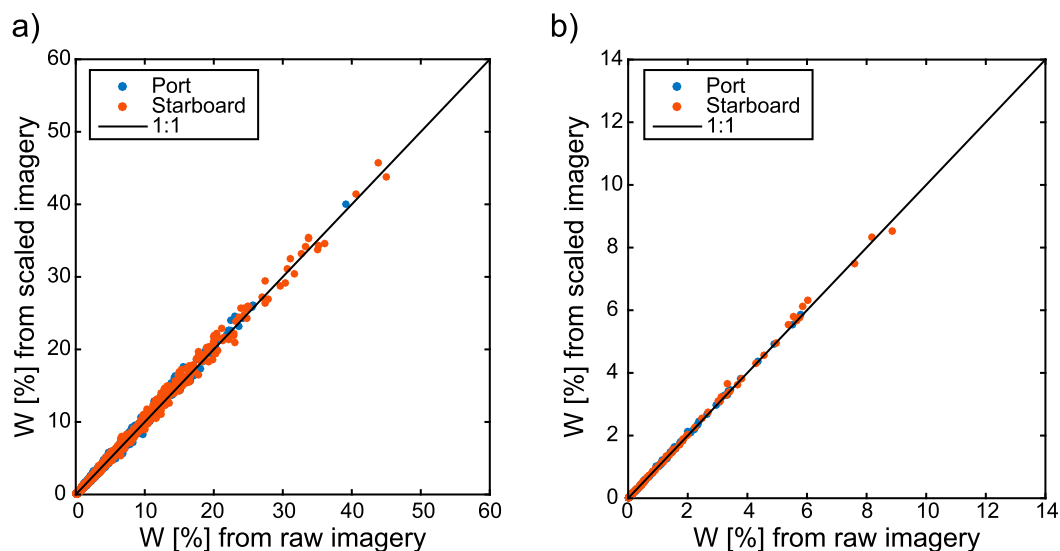 a)
60
50
40
30
20
10
0
0 10 20 30 40 50 60
W [%] from scaled imagery
W [%] from raw imagery
Port
Starboard
1:1
b)
14
12
10
8
6
4
2
0
0 2 4 6 8 10 12 14
W [%] from scaled imagery
W [%] from raw imagery
Port
Starboard
1:1